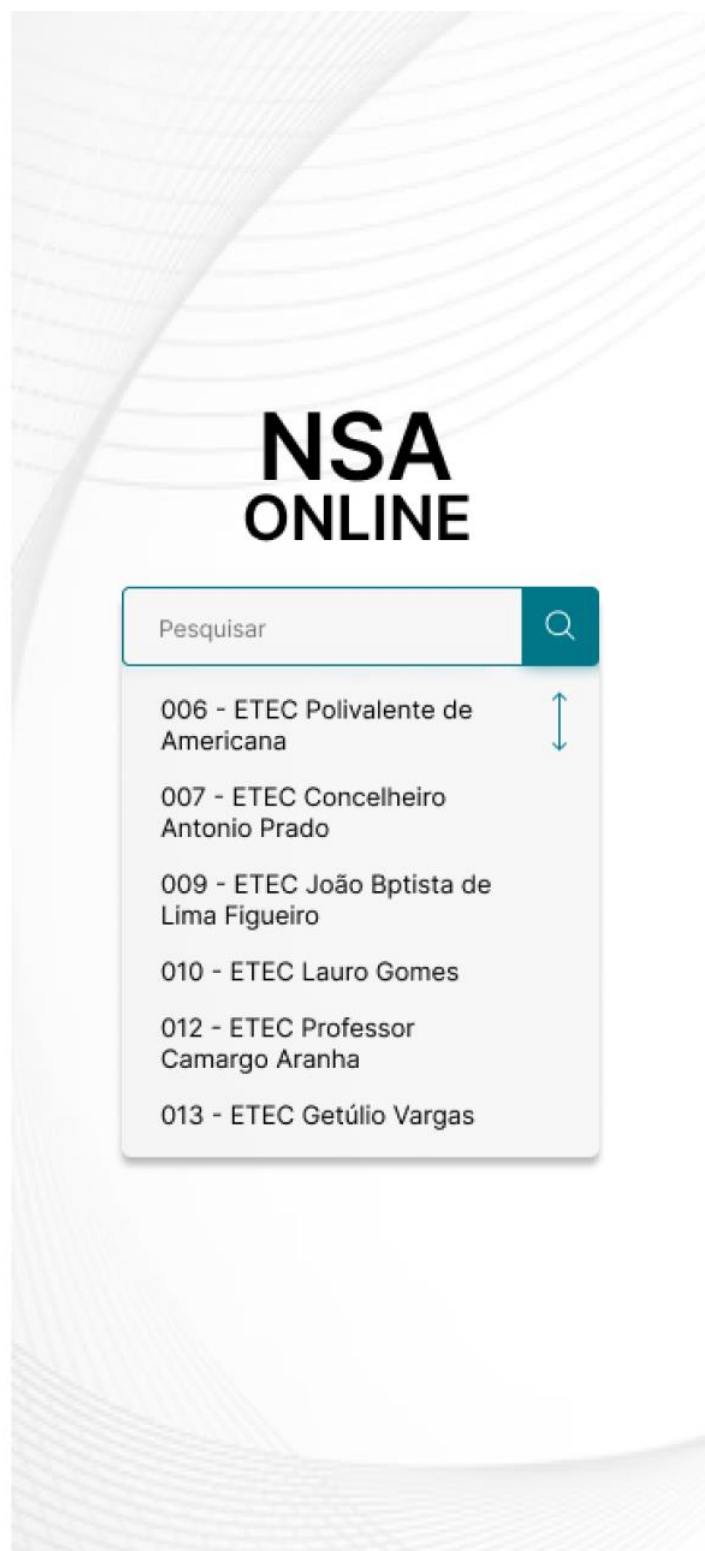 NSA
ONLINE
Pesquisar
006 - ETEC Polivalente de
Americana
007 - ETEC Concelheiro
Antonio Prado
009 - ETEC João Bptista de
Lima Figueiro
010 - ETEC Lauro Gomes
012 - ETEC Professor
Camargo Aranha
013 - ETEC Getúlio Vargas